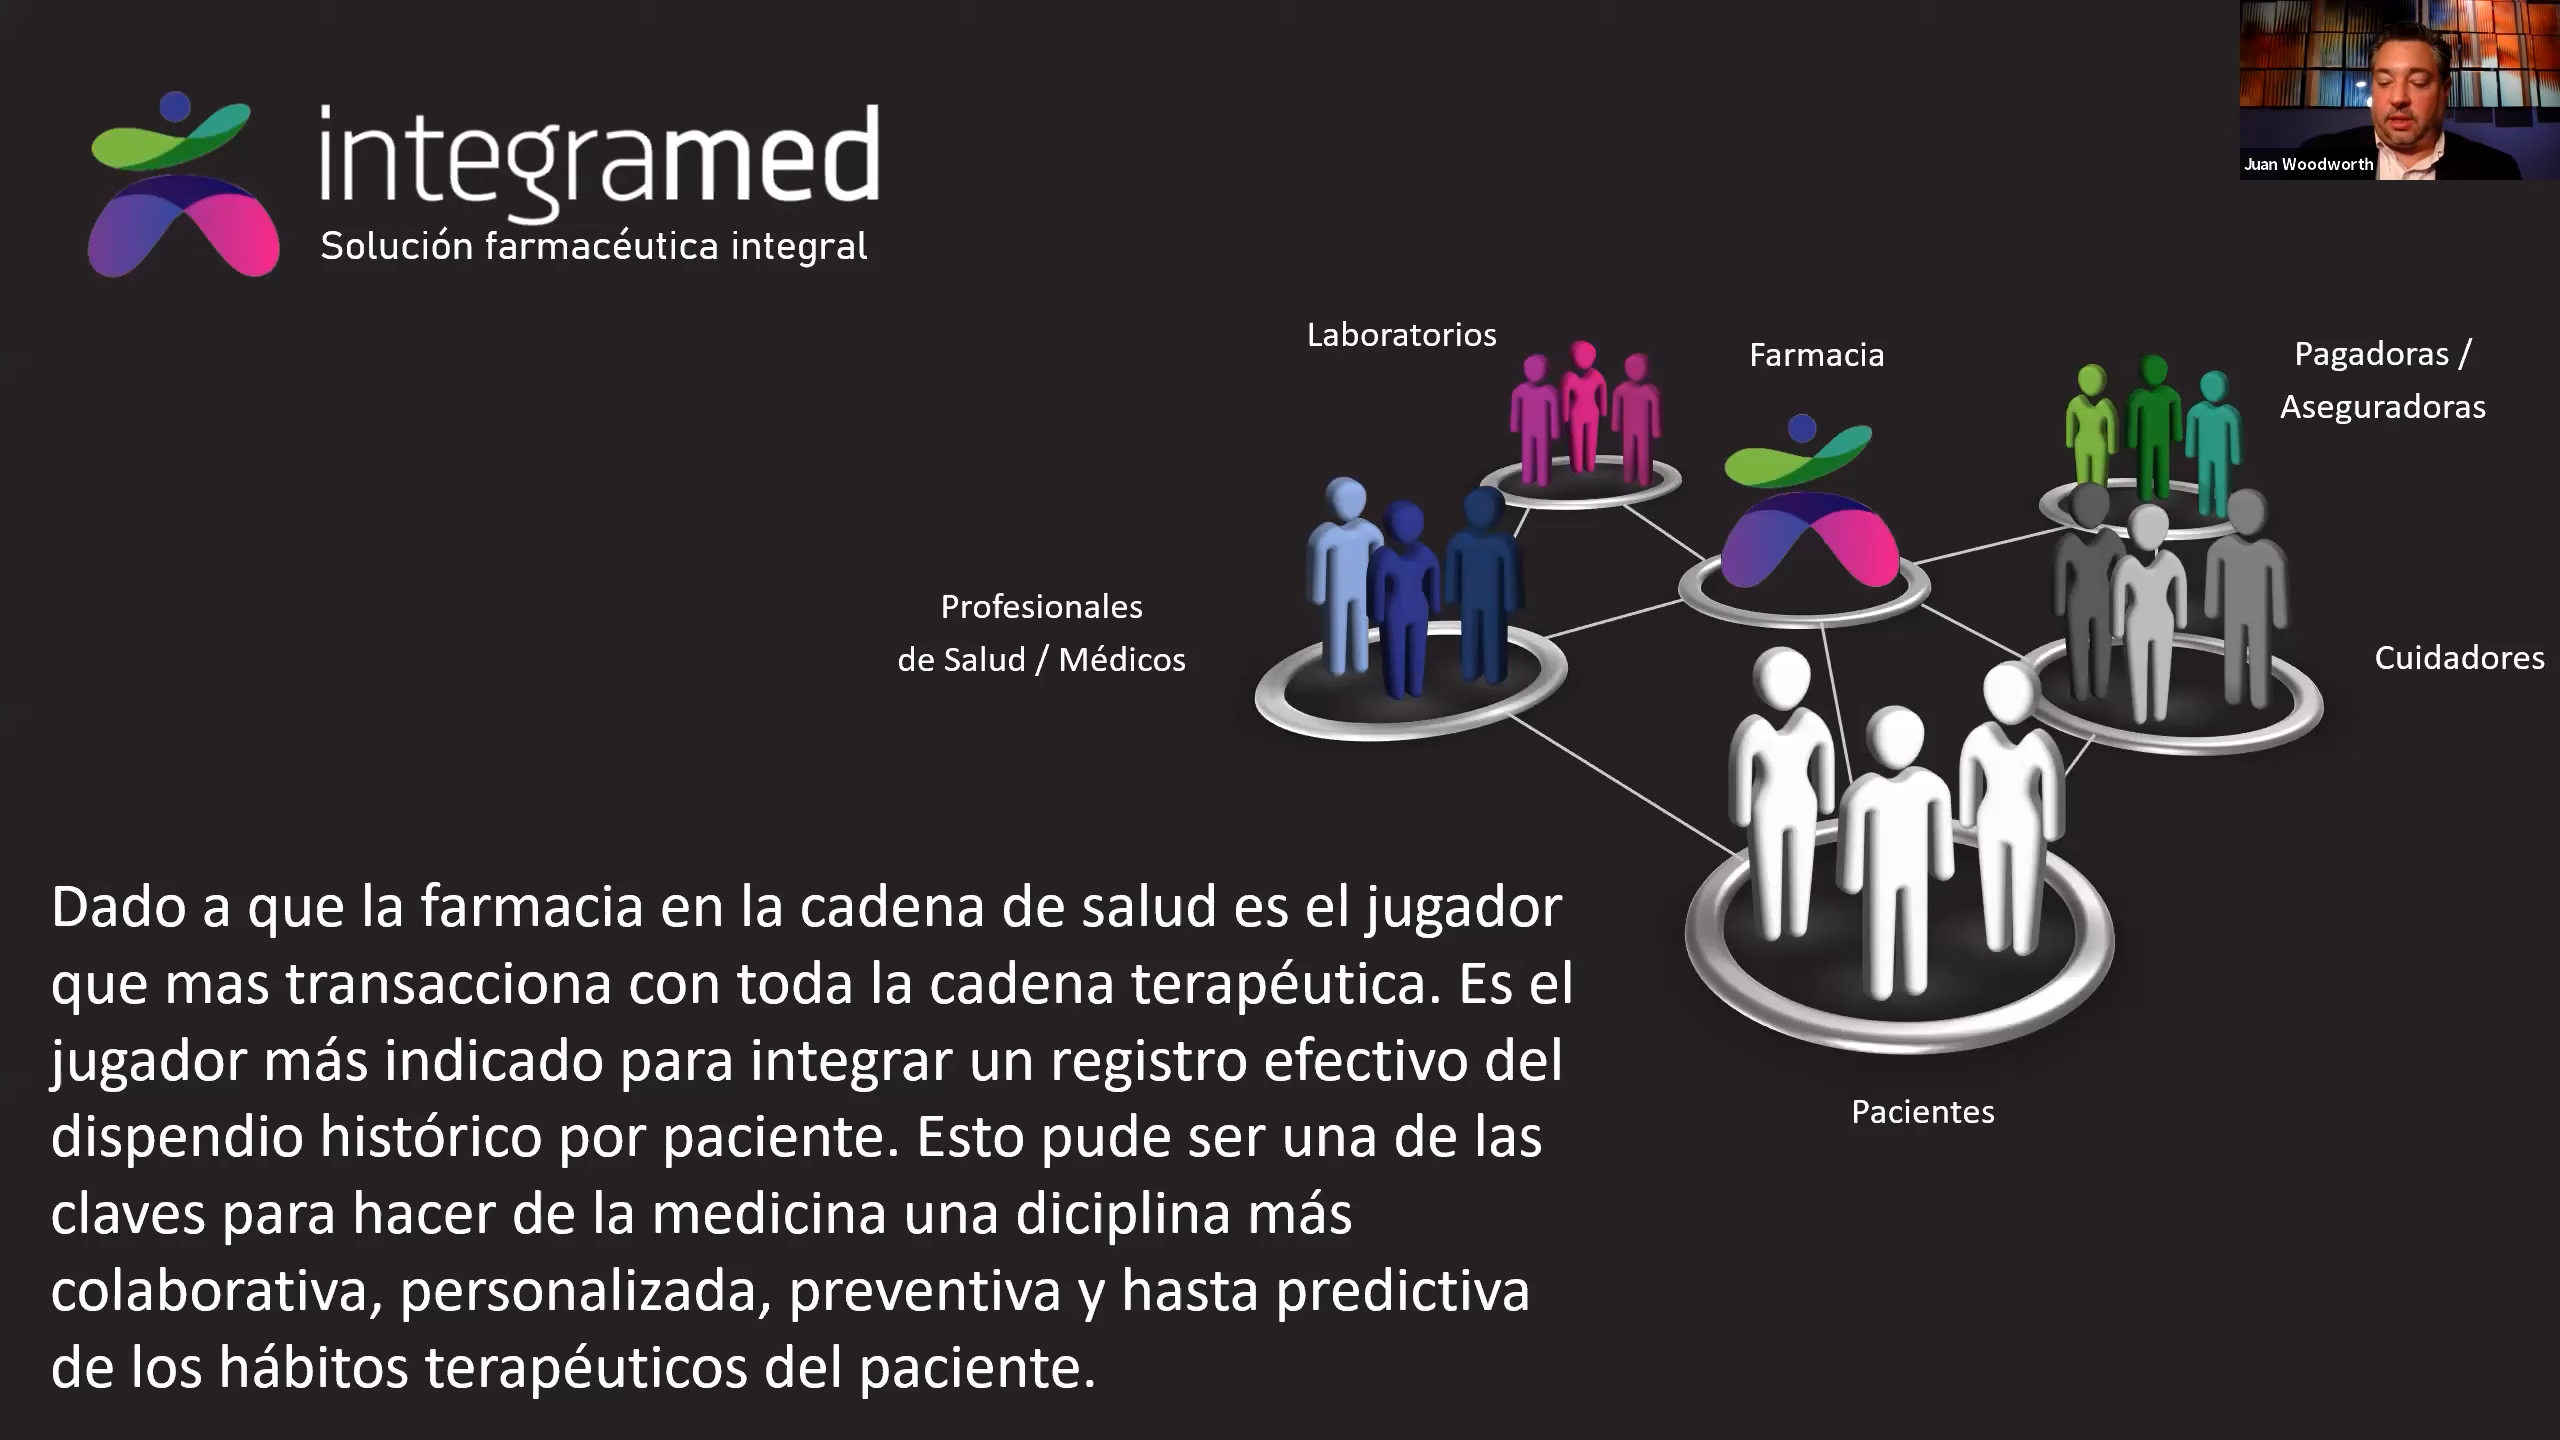 integramed
Solución farmacéutica integral
Juan Woodworth
Laboratorios
Farmacia
Pagadoras /
Aseguradoras
Profesionales
de Salud / Médicos
Cuidadores
Pacientes
Dado a que la farmacia en la cadena de salud es el jugador
que mas transacciona con toda la cadena terapéutica. Es el
jugador más indicado para integrar un registro efectivo del
dispendio histórico por paciente. Esto pude ser una de las
claves para hacer de la medicina una diciplina más
colaborativa, personalizada, preventiva y hasta predictiva
de los hábitos terapéuticos del paciente.